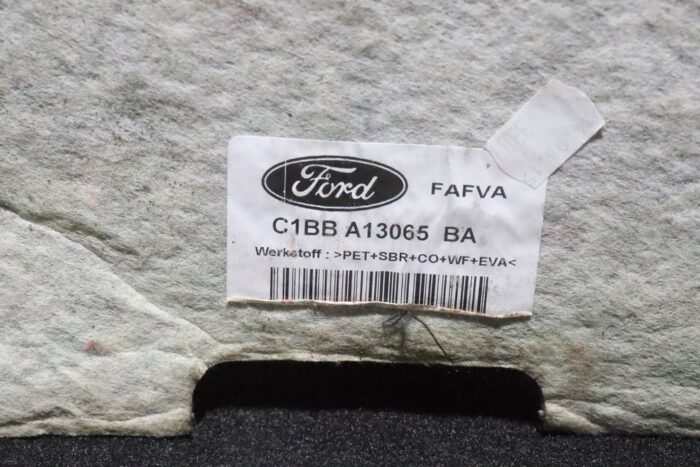 Ford FAFVA
C1BB A13065 BA
Werkstoff : >PET+SBR+CO+WF+EVA<